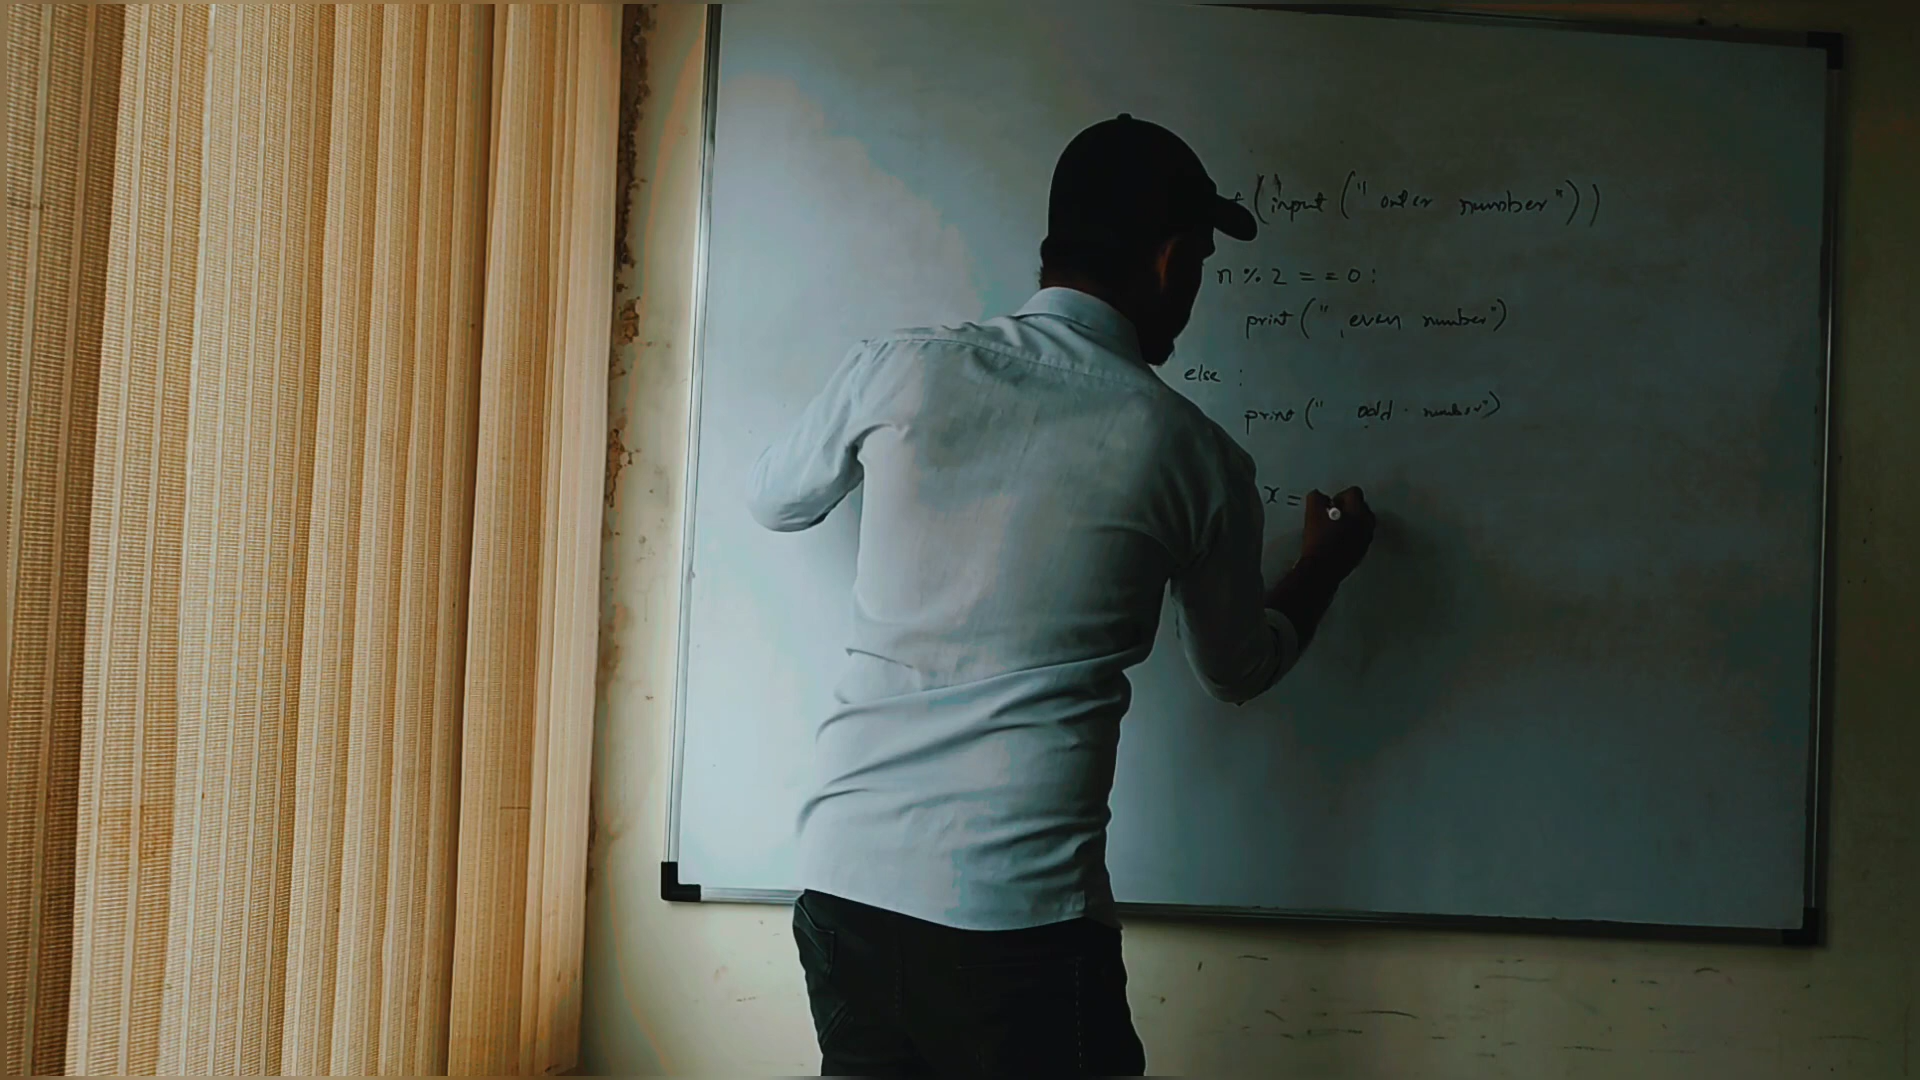 (input (" enter number"))
n % 2 = = 0 :
print (" even number")
else :
print (" odd number")
x =